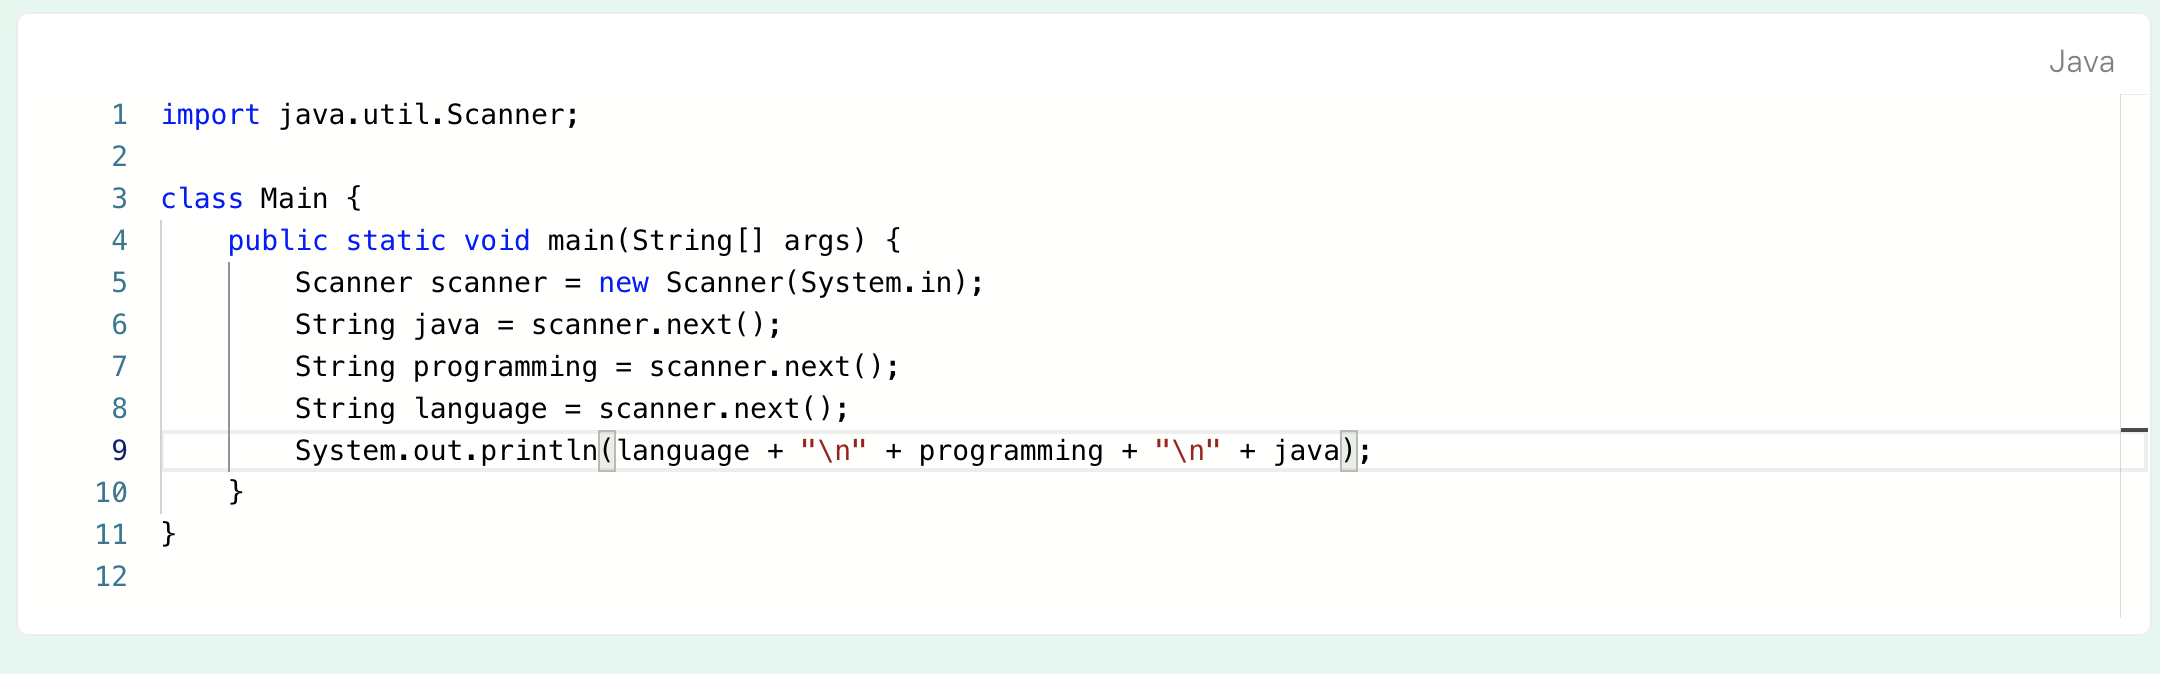 Java
1 import java.util.Scanner;
2
3 class Main {
4     public static void main(String[] args) {
5         Scanner scanner = new Scanner(System.in);
6         String java = scanner.next();
7         String programming = scanner.next();
8         String language = scanner.next();
9         System.out.println(language + "\n" + programming + "\n" + java);
10     }
11 }
12